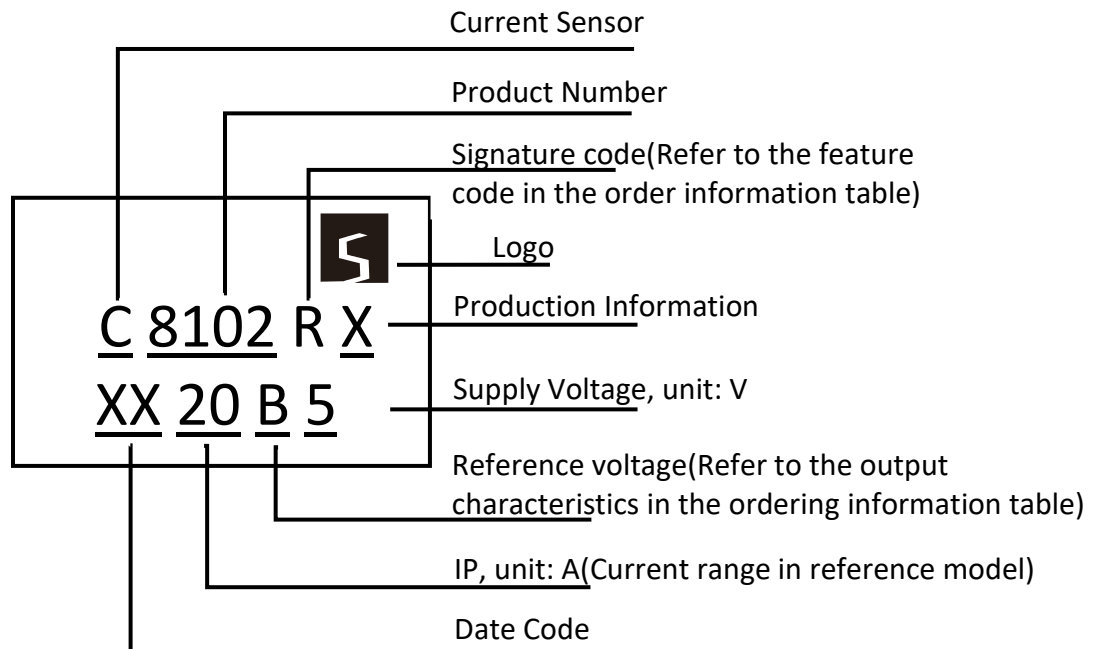 Current Sensor
Product Number
Signature code(Refer to the feature
code in the order information table)
Logo
C 8102 R X
Production Information
XX 20 B 5
Supply Voltage, unit: V
Reference voltage(Refer to the output
characteristics in the ordering information table)
IP, unit: A(Current range in reference model)
Date Code